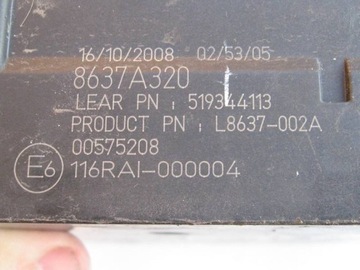 16/10/2008 02/53/05
8637A320
LEAR PN : 519344113
PRODUCT PN : L8637-002A
00575208
E6 116RAI-000004